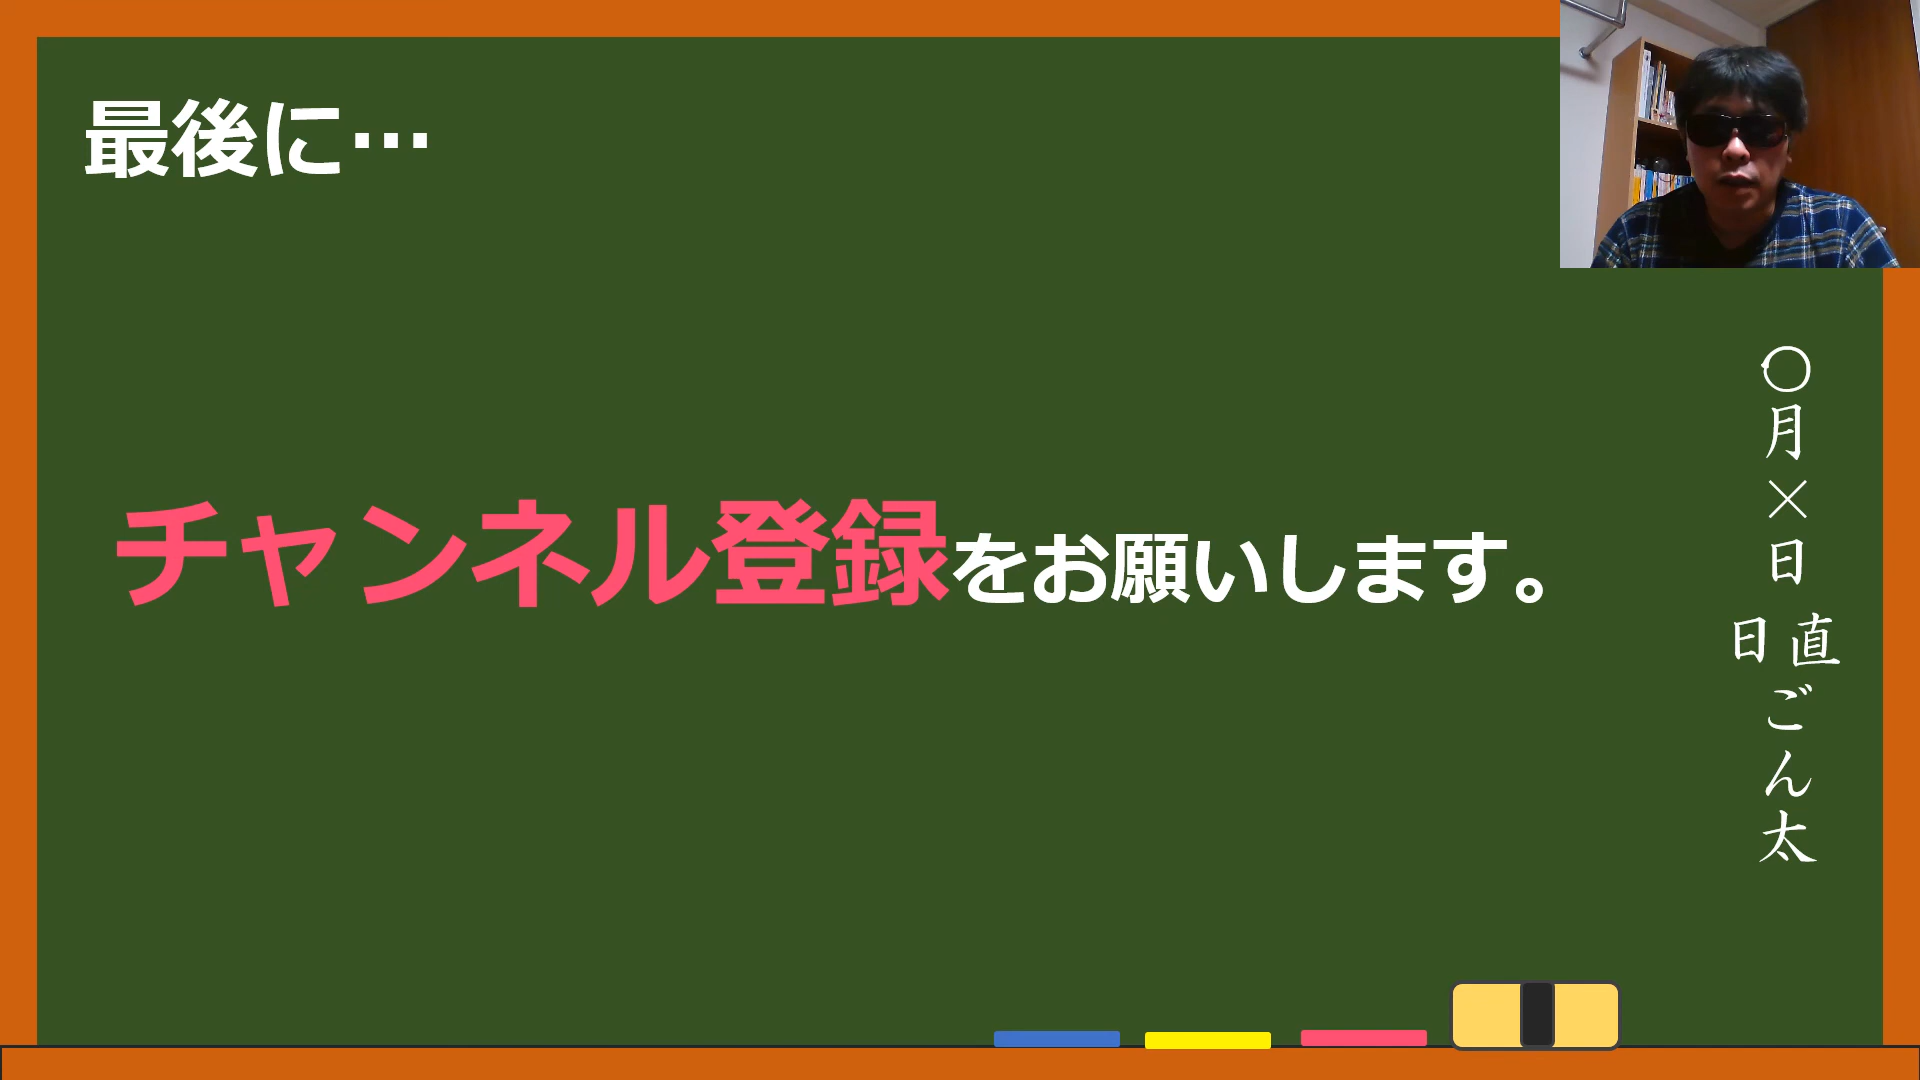 最後に…
チャンネル登録をお願いします。
〇月×日
日直
ごん太